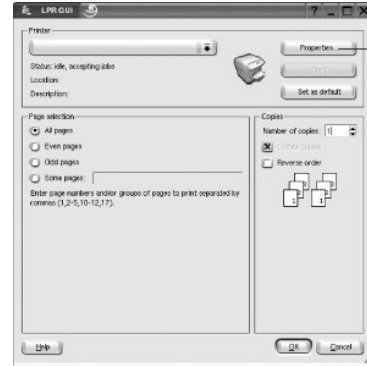 LPR GUI
Printer
Properties
Status: idle, accepting jobs
Start
Location:
Description:
Set as default
Page selection
All pages
Even pages
Odd pages
Some pages:
Enter page numbers and/or groups of pages to print separated by
commas (1,2-5,10-12,17).
Copies
Number of copies: 1
Collate copies
Reverse order
Help
OK
Cancel